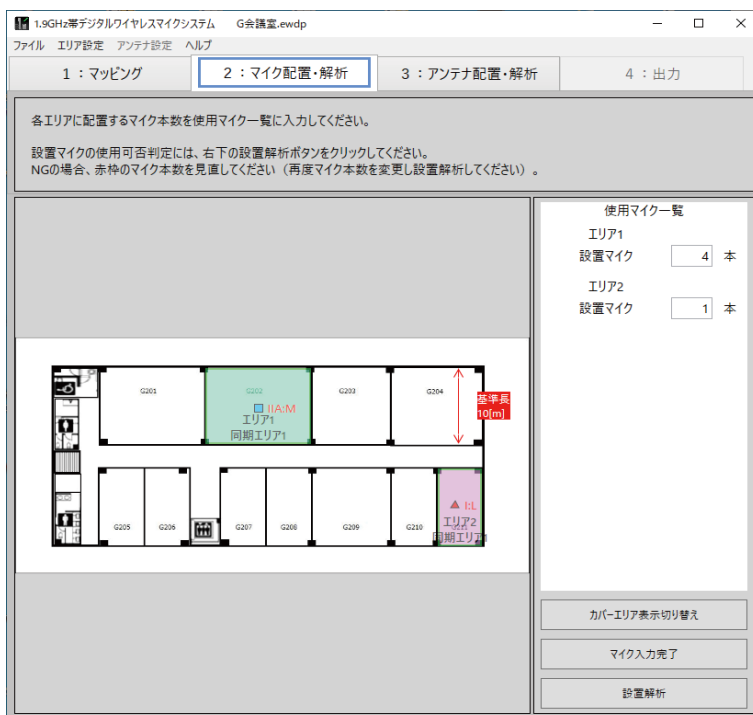 1.9GHz帯デジタルワイヤレスマイクシステム G会議室.ewdp
ファイル エリア設定 アンテナ設定 ヘルプ
1：マッピング 2：マイク配置・解析 3：アンテナ配置・解析 4：出力
各エリアに配置するマイク本数を使用マイク一覧に入力してください。
設置マイクの使用可否判定には、右下の設置解析ボタンをクリックしてください。
NGの場合、赤枠のマイク本数を見直してください（再度マイク本数を変更し設置解析してください）。
使用マイク一覧
エリア1
設置マイク 4 本
エリア2
設置マイク 1 本
G201 G202 G203 G204
IIA:M
エリア1
同期エリア1
基準長
10[m]
G205 G206 G207 G208 G209 G210
I:L
エリア2
同期エリア1
カバーエリア表示切り替え
マイク入力完了
設置解析